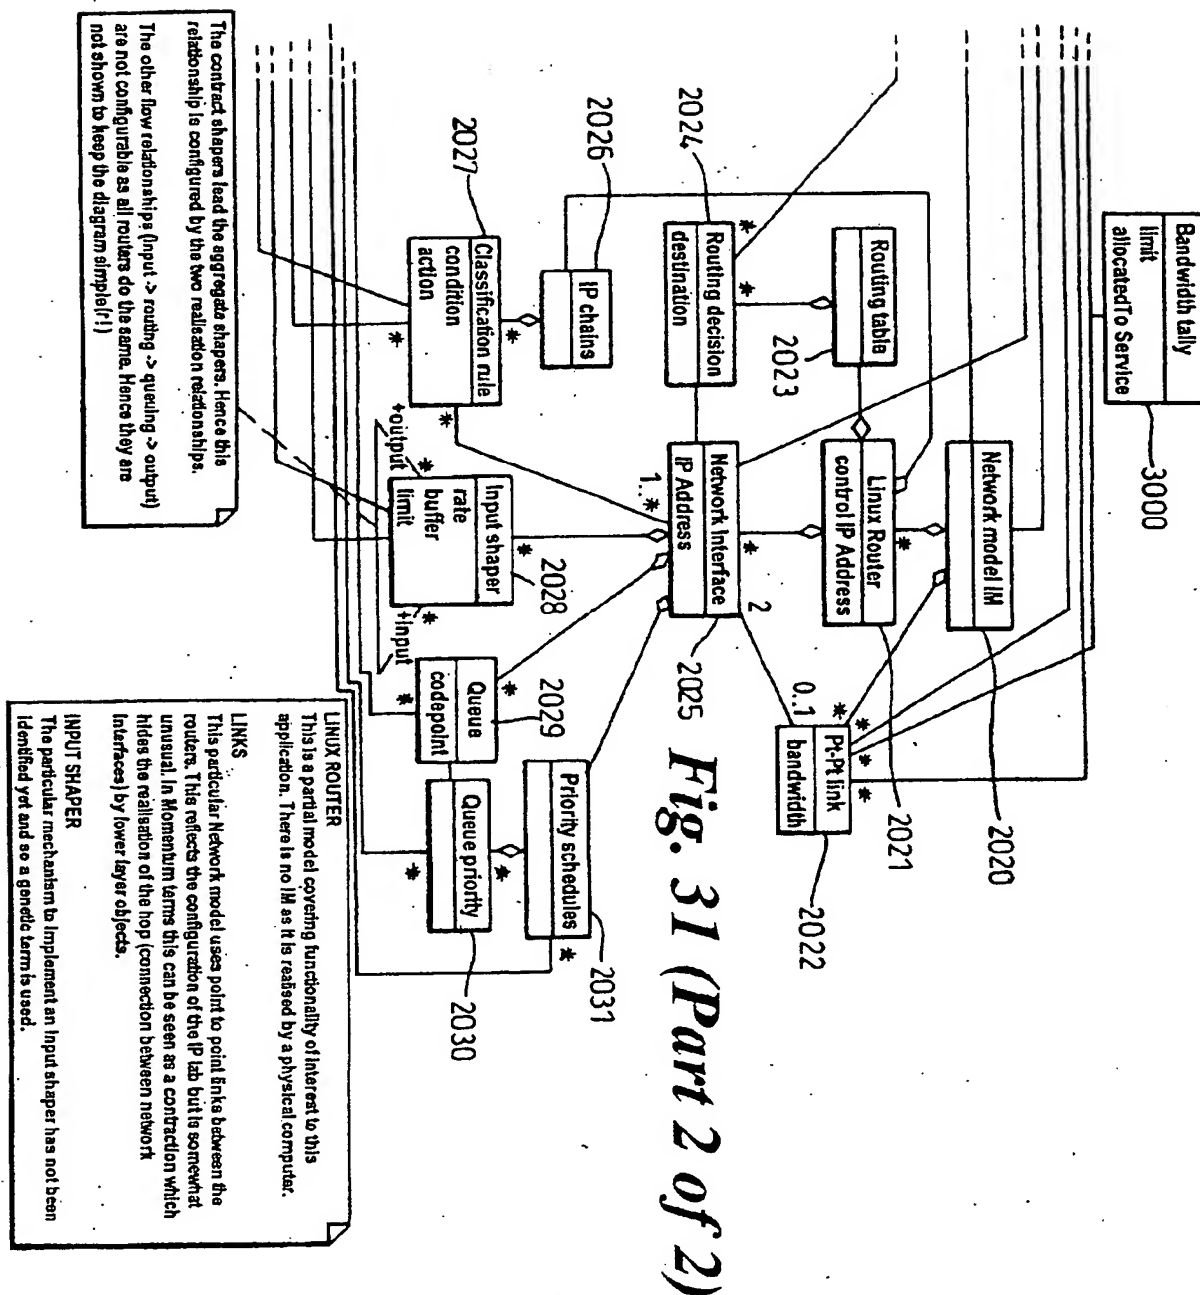 Bandwidth tally
limit
allocatedTo Service
3000
Network model IM
2020
Linux Router
control IP Address
2021
*
*
Pt-Pt link
bandwidth
2022
*
*
*
*
0.1
2
Routing table
2023
Routing decision
destination
2024
*
*
Network Interface
IP Address
2025
*
1..*
IP chains
2026
Classification rule
condition
action
2027
*
*
*
Input shaper
rate
buffer
limit
2028
*
*
+output
*
+Input
Queue
codepoint
2029
*
*
Queue priority
2030
*
*
Priority schedules
2031
*
Fig. 31 (Part 2 of 2)
The contract shapers lead the aggregate shapers. Hence this
relationship is configured by the two realisation relationships.
The other flow relationships (input -> routing -> queuing -> output)
are not configurable as all routers do the same. Hence they are
not shown to keep the diagram simple(r!)
LINUX ROUTER
This is a partial model covering functionality of interest to this
application. There is no IM as it is realised by a physical computer.
LINKS
This particular Network model uses point to point links between the
routers. This reflects the configuration of the IP lab but is somewhat
unusual. In Momentum terms this can be seen as a contraction which
hides the realisation of the hop (connection between network
interfaces) by lower layer objects.
INPUT SHAPER
The particular mechanism to implement an Input shaper has not been
identified yet and so a generic term is used.